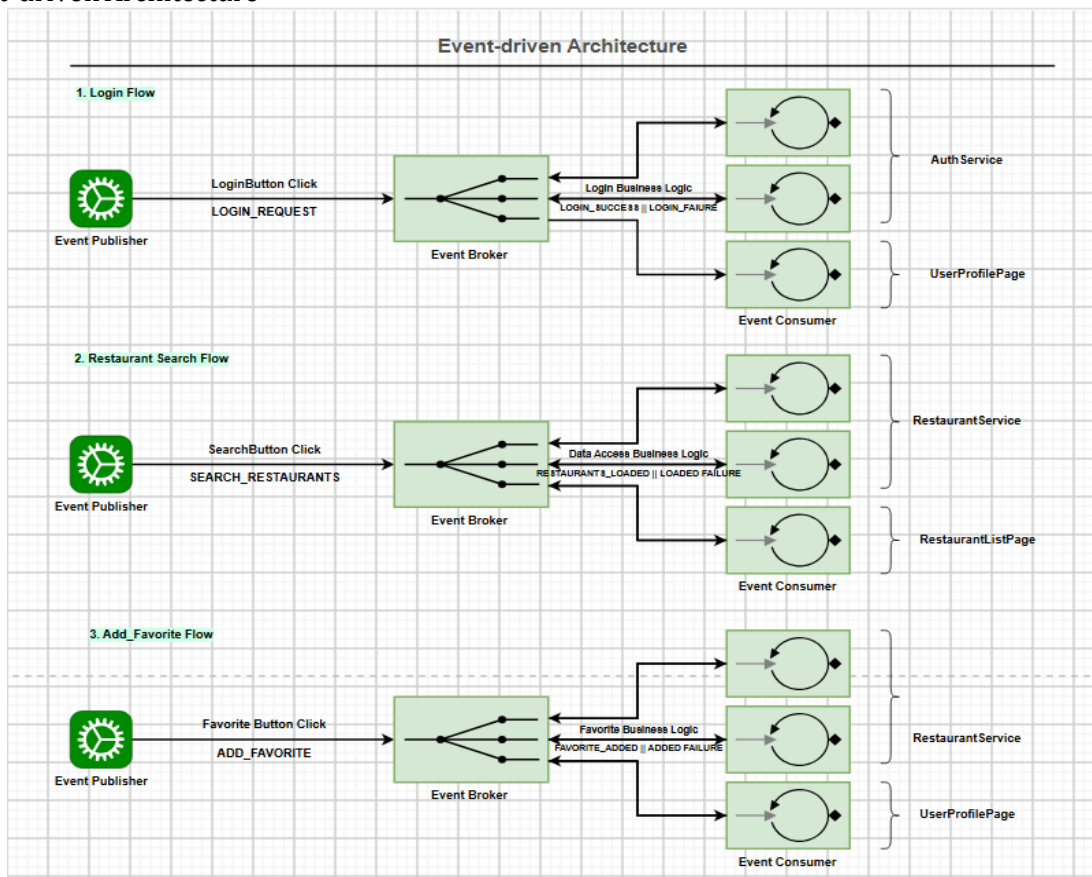 Event-driven Architecture
1. Login Flow
LoginButton Click
LOGIN_REQUEST
Event Publisher
Event Broker
Login Business Logic
LOGIN_SUCCESS || LOGIN_FAIURE
AuthService
UserProfilePage
Event Consumer
2. Restaurant Search Flow
SearchButton Click
SEARCH_RESTAURANTS
Event Publisher
Event Broker
Data Access Business Logic
RESTAURANTS_LOADED || LOADED FAILURE
RestaurantService
RestaurantListPage
Event Consumer
3. Add_Favorite Flow
Favorite Button Click
ADD_FAVORITE
Event Publisher
Event Broker
Favorite Business Logic
FAVORITE_ADDED || ADDED FAILURE
RestaurantService
UserProfilePage
Event Consumer